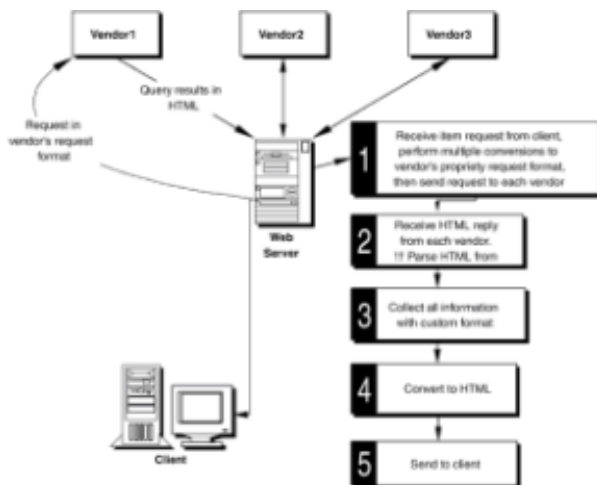 Vendor1
Vendor2
Vendor3
Query results in
HTML
Request in
vendor's request
format
Web
Server
Client
1
Receive item request from client,
perform multiple conversions to
vendor's propriety request format,
then send request to each vendor
2
Receive HTML reply
from each vendor.
!!! Parse HTML from
3
Collect all information
with custom format
4
Convert to HTML
5
Send to client